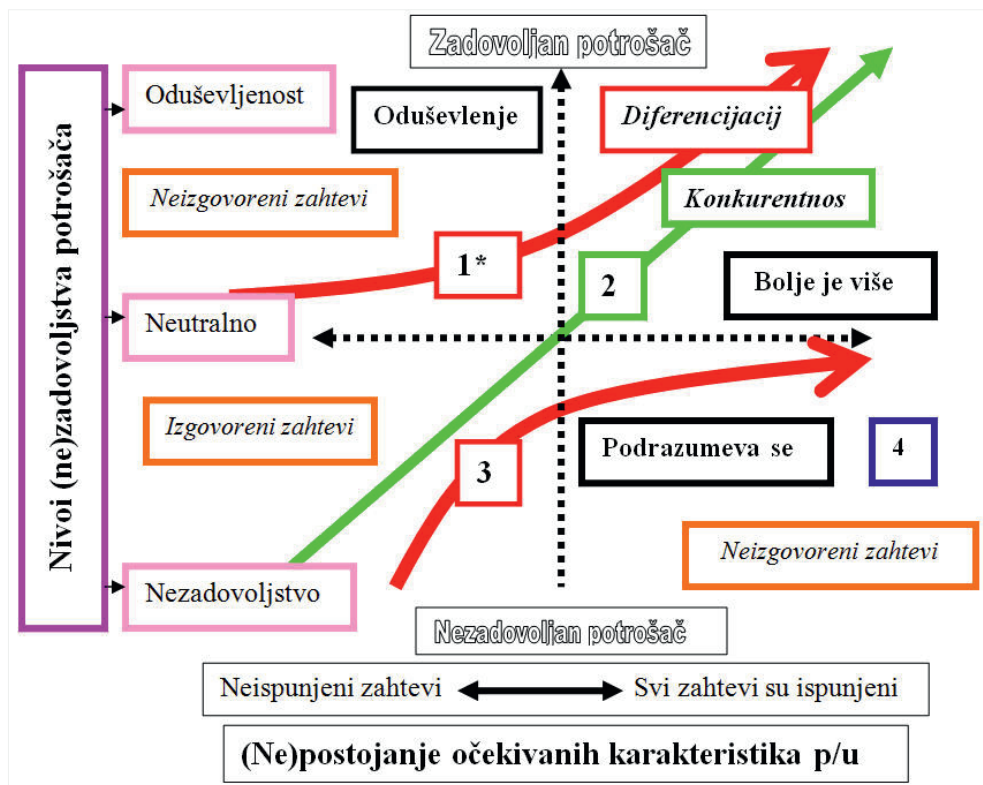 Zadovoljan potrošač
Nivoi (ne)zadovoljstva potrošača
Oduševljenost
Oduševlenje
Diferencijacij
Neizgovoreni zahtevi
Konkurentnos
1*
2
Bolje je više
Neutralno
Izgovoreni zahtevi
3
Podrazumeva se
4
Neizgovoreni zahtevi
Nezadovoljstvo
Nezadovoljan potrošač
Neispunjeni zahtevi
Svi zahtevi su ispunjeni
(Ne)postojanje očekivanih karakteristika p/u